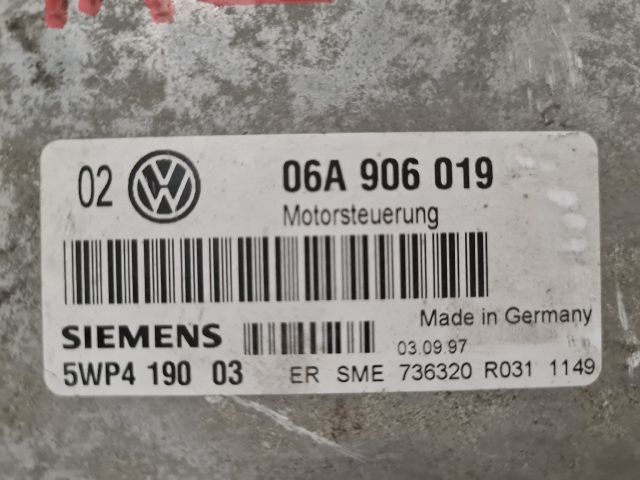 02 VW 06A 906 019
Motorsteuerung
Made in Germany
SIEMENS 03.09.97
5WP4 190 03 ER SME 736320 R031 1149